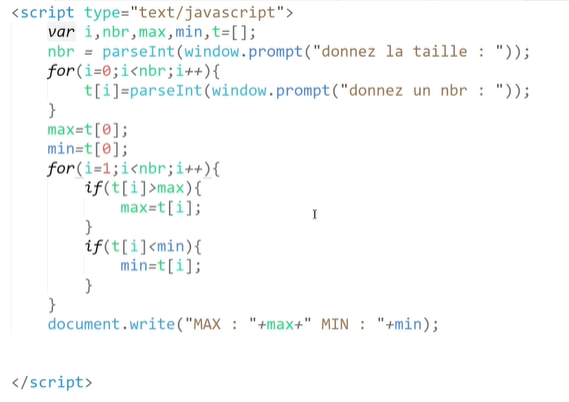 <script type="text/javascript">
var i,nbr,max,min,t=[];
nbr = parseInt(window.prompt("donnez la taille : "));
for(i=0;i<nbr;i++){
t[i]=parseInt(window.prompt("donnez un nbr : "));
}
max=t[0];
min=t[0];
for(i=1;i<nbr;i++){
if(t[i]>max){
max=t[i];
}
if(t[i]<min){
min=t[i];
}
}
document.write("MAX : "+max+" MIN : "+min);
</script>